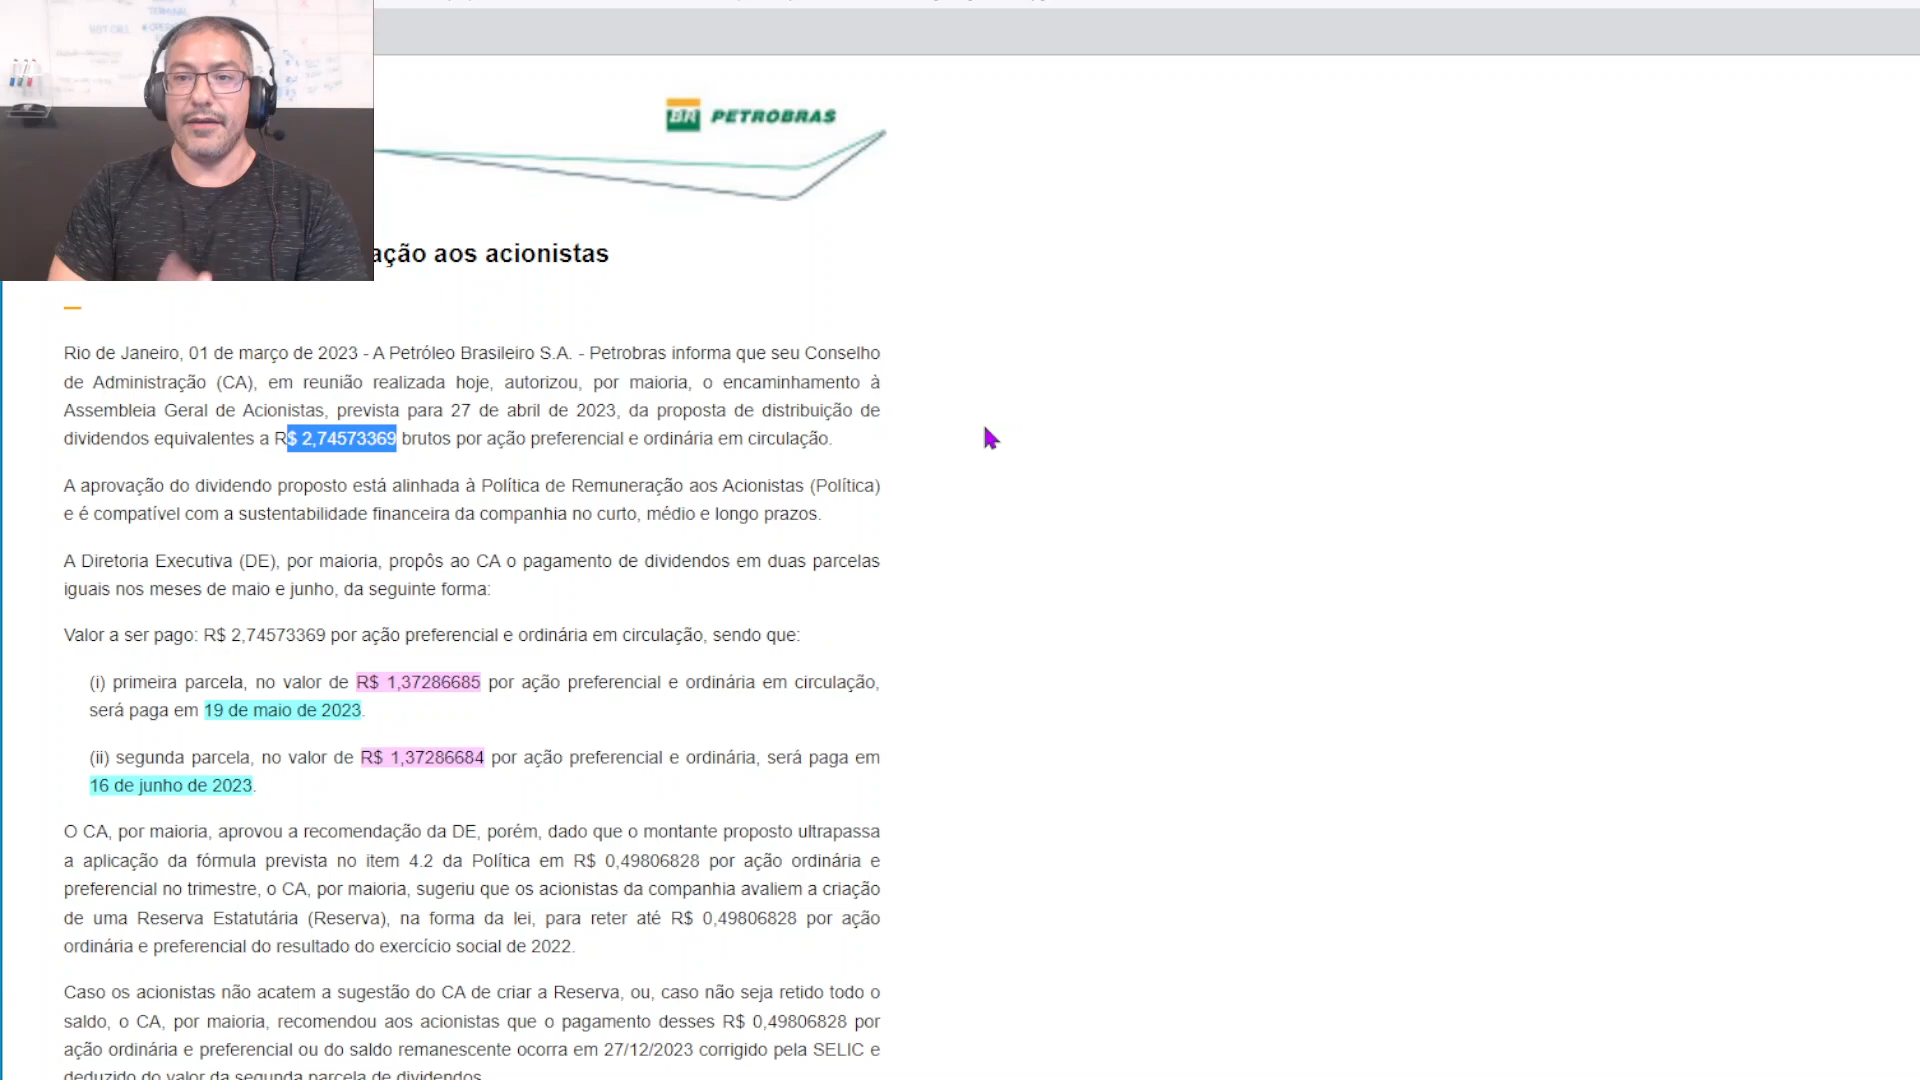 BR PETROBRAS
ação aos acionistas
Rio de Janeiro, 01 de março de 2023 - A Petróleo Brasileiro S.A. - Petrobras informa que seu Conselho
de Administração (CA), em reunião realizada hoje, autorizou, por maioria, o encaminhamento à
Assembleia Geral de Acionistas, prevista para 27 de abril de 2023, da proposta de distribuição de
dividendos equivalentes a R$ 2,74573369 brutos por ação preferencial e ordinária em circulação.
A aprovação do dividendo proposto está alinhada à Política de Remuneração aos Acionistas (Política)
e é compatível com a sustentabilidade financeira da companhia no curto, médio e longo prazos.
A Diretoria Executiva (DE), por maioria, propôs ao CA o pagamento de dividendos em duas parcelas
iguais nos meses de maio e junho, da seguinte forma:
Valor a ser pago: R$ 2,74573369 por ação preferencial e ordinária em circulação, sendo que:
(i) primeira parcela, no valor de R$ 1,37286685 por ação preferencial e ordinária em circulação,
será paga em 19 de maio de 2023.
(ii) segunda parcela, no valor de R$ 1,37286684 por ação preferencial e ordinária, será paga em
16 de junho de 2023.
O CA, por maioria, aprovou a recomendação da DE, porém, dado que o montante proposto ultrapassa
a aplicação da fórmula prevista no item 4.2 da Política em R$ 0,49806828 por ação ordinária e
preferencial no trimestre, o CA, por maioria, sugeriu que os acionistas da companhia avaliem a criação
de uma Reserva Estatutária (Reserva), na forma da lei, para reter até R$ 0,49806828 por ação
ordinária e preferencial do resultado do exercício social de 2022.
Caso os acionistas não acatem a sugestão do CA de criar a Reserva, ou, caso não seja retido todo o
saldo, o CA, por maioria, recomendou aos acionistas que o pagamento desses R$ 0,49806828 por
ação ordinária e preferencial ou do saldo remanescente ocorra em 27/12/2023 corrigido pela SELIC e
deduzido do valor da segunda parcela de dividendos.